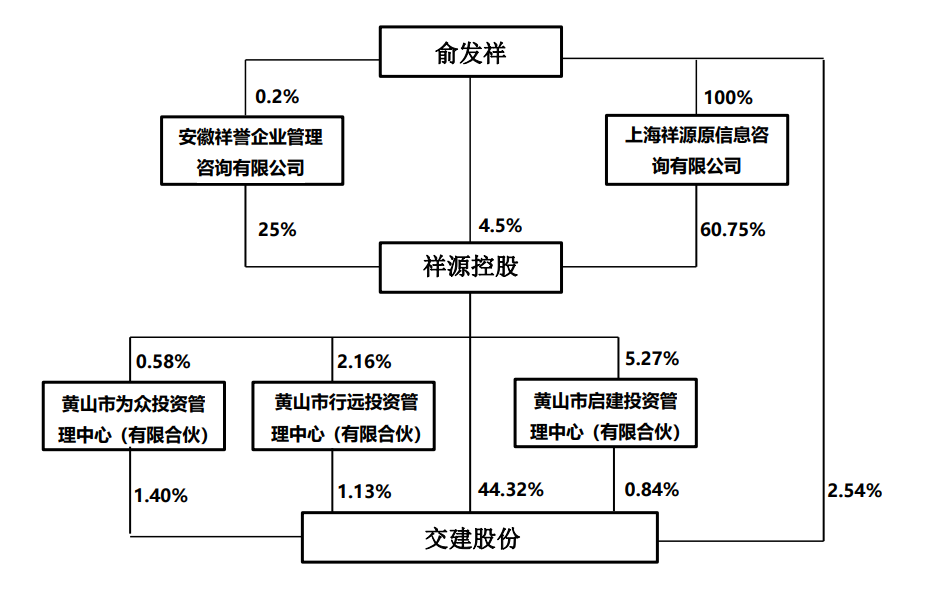 俞发祥
0.2%
100%
安徽祥誉企业管理
咨询有限公司
上海祥源原信息咨
询有限公司
25%
4.5%
60.75%
祥源控股
0.58%
2.16%
5.27%
黄山市为众投资管
理中心（有限合伙）
黄山市行远投资管
理中心（有限合伙）
黄山市启建投资管
理中心（有限合伙）
1.40%
1.13%
44.32%
0.84%
2.54%
交建股份